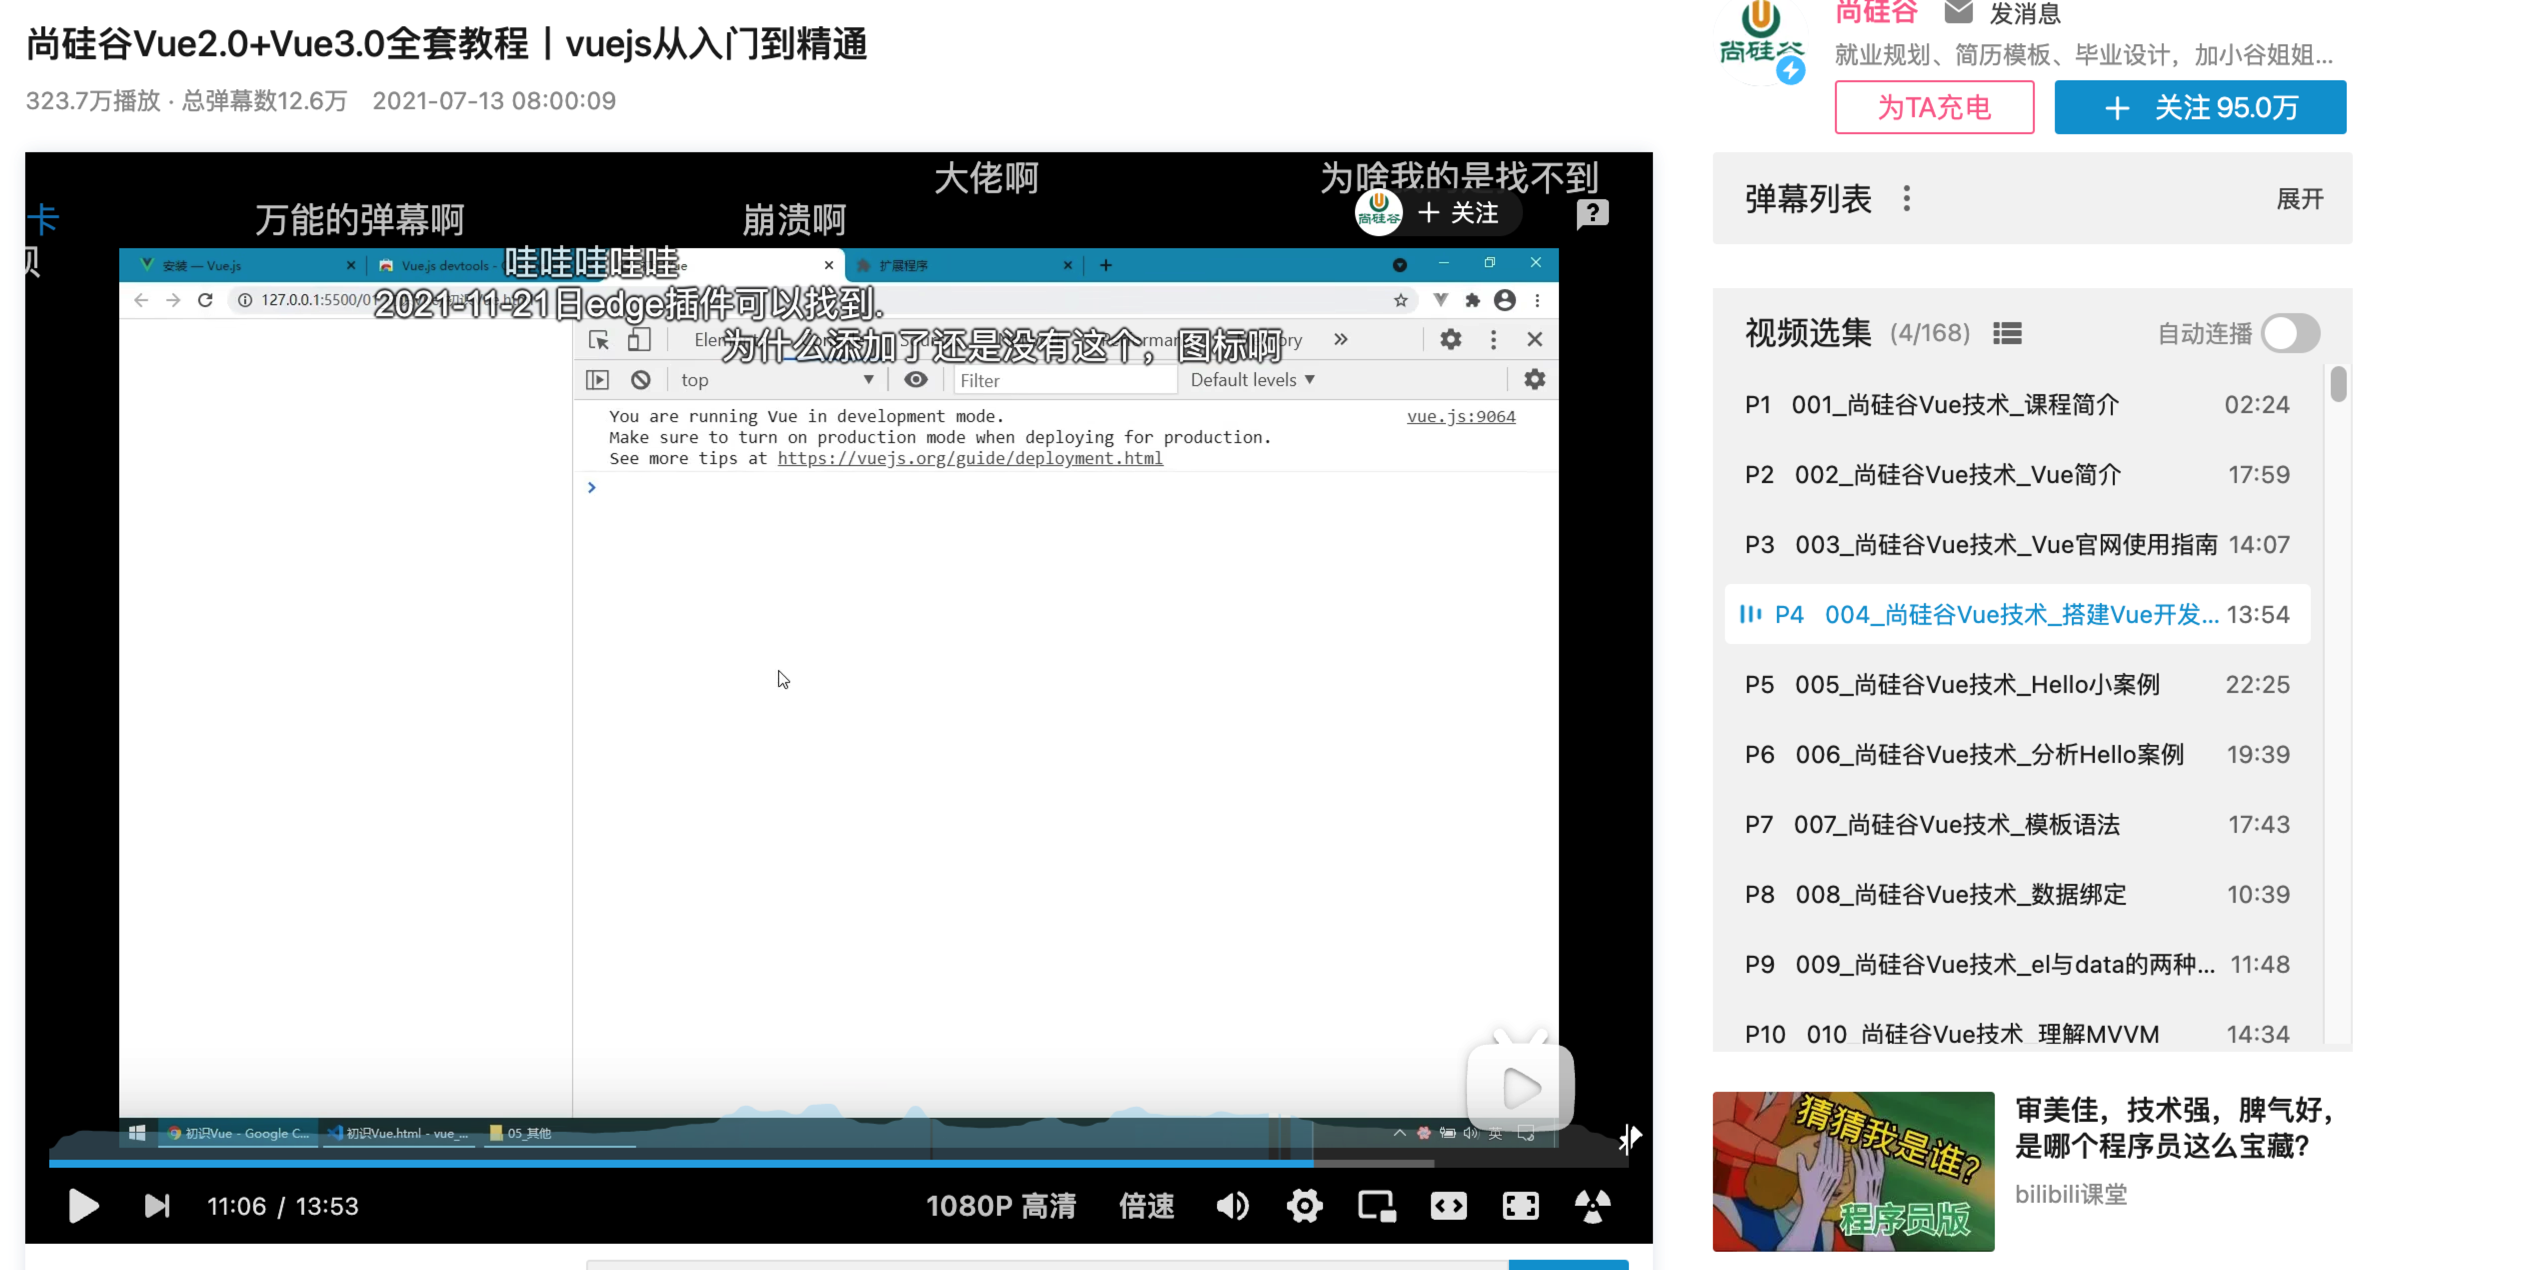 尚硅谷Vue2.0+Vue3.0全套教程丨vuejs从入门到精通
323.7万播放 · 总弹幕数12.6万 2021-07-13 08:00:09
尚硅谷 发消息
尚硅谷
就业规划、简历模板、毕业设计，加小谷姐姐...
为TA充电
+ 关注 95.0万
大佬啊 为啥我的是找不到
卡 万能的弹幕啊 崩溃啊
尚硅谷 + 关注
安装 — Vue.js Vue.js devtools - 哇哇哇哇哇 扩展程序
127.0.0.1:5500/01
2021-11-21日edge插件可以找到.
为什么添加了还是没有这个，图标啊
top Filter Default levels
You are running Vue in development mode. vue.js:9064
Make sure to turn on production mode when deploying for production.
See more tips at https://vuejs.org/guide/deployment.html
初识Vue - Google C... 初识Vue.html - vue_... 05_其他 英
11:06 / 13:53 1080P 高清 倍速
弹幕列表 展开
视频选集 (4/168) 自动连播
P1 001_尚硅谷Vue技术_课程简介 02:24
P2 002_尚硅谷Vue技术_Vue简介 17:59
P3 003_尚硅谷Vue技术_Vue官网使用指南 14:07
P4 004_尚硅谷Vue技术_搭建Vue开发... 13:54
P5 005_尚硅谷Vue技术_Hello小案例 22:25
P6 006_尚硅谷Vue技术_分析Hello案例 19:39
P7 007_尚硅谷Vue技术_模板语法 17:43
P8 008_尚硅谷Vue技术_数据绑定 10:39
P9 009_尚硅谷Vue技术_el与data的两种... 11:48
P10 010_尚硅谷Vue技术_理解MVVM 14:34
猜猜我是谁?
程序员版
审美佳，技术强，脾气好，
是哪个程序员这么宝藏?
bilibili课堂